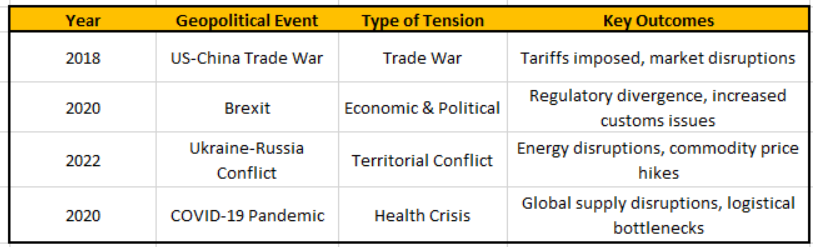 Year Geopolitical Event Type of Tension Key Outcomes
2018 US-China Trade War Trade War Tariffs imposed, market disruptions
2020 Brexit Economic & Political Regulatory divergence, increased
customs issues
2022 Ukraine-Russia
Conflict Territorial Conflict Energy disruptions, commodity price
hikes
2020 COVID-19 Pandemic Health Crisis Global supply disruptions, logistical
bottlenecks